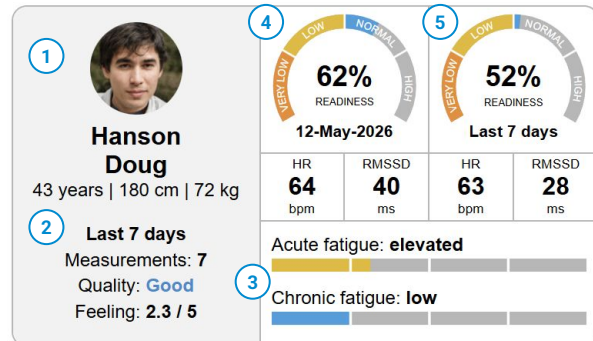 1
Hanson
Doug
43 years | 180 cm | 72 kg
2
Last 7 days
Measurements: 7
Quality: Good
Feeling: 2.3 / 5
4
VERY LOW
LOW
NORMAL
HIGH
62%
READINESS
12-May-2026
5
VERY LOW
LOW
NORMAL
HIGH
52%
READINESS
Last 7 days
HR
64
bpm
RMSSD
40
ms
HR
63
bpm
RMSSD
28
ms
Acute fatigue: elevated
3
Chronic fatigue: low